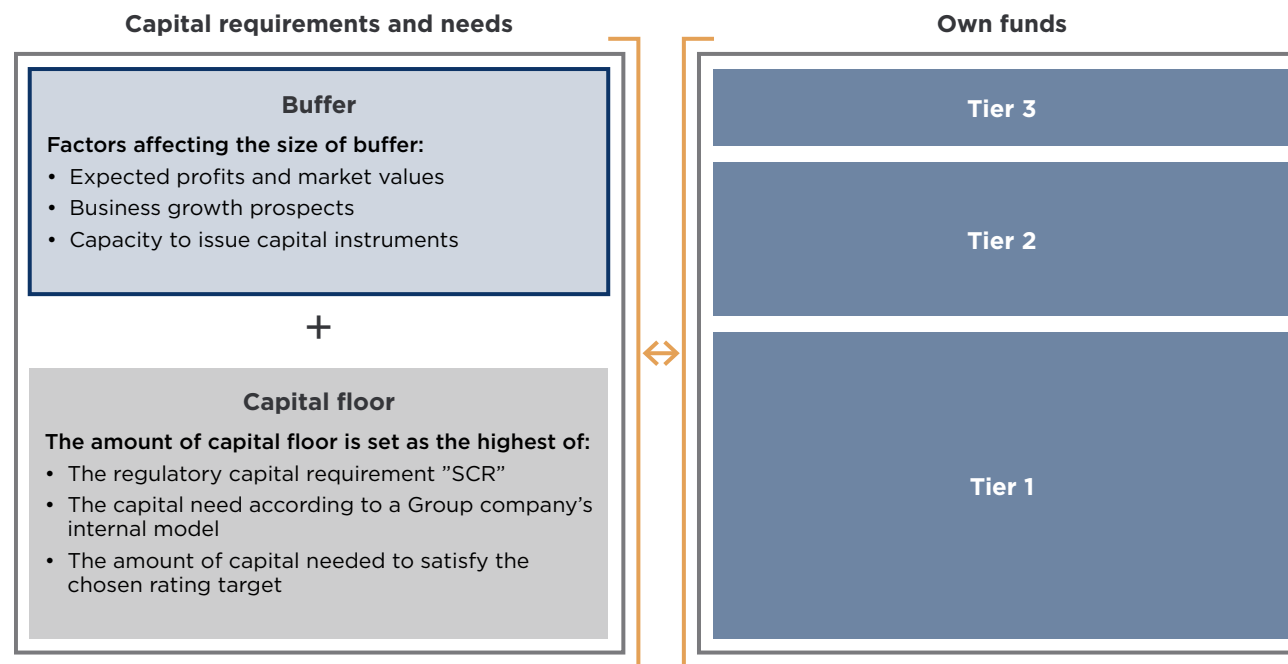 Capital requirements and needs
Buffer
Factors affecting the size of buffer:
• Expected profits and market values
• Business growth prospects
• Capacity to issue capital instruments
+
Capital floor
The amount of capital floor is set as the highest of:
• The regulatory capital requirement ”SCR”
• The capital need according to a Group company’s
internal model
• The amount of capital needed to satisfy the
chosen rating target
Own funds
Tier 3
Tier 2
Tier 1